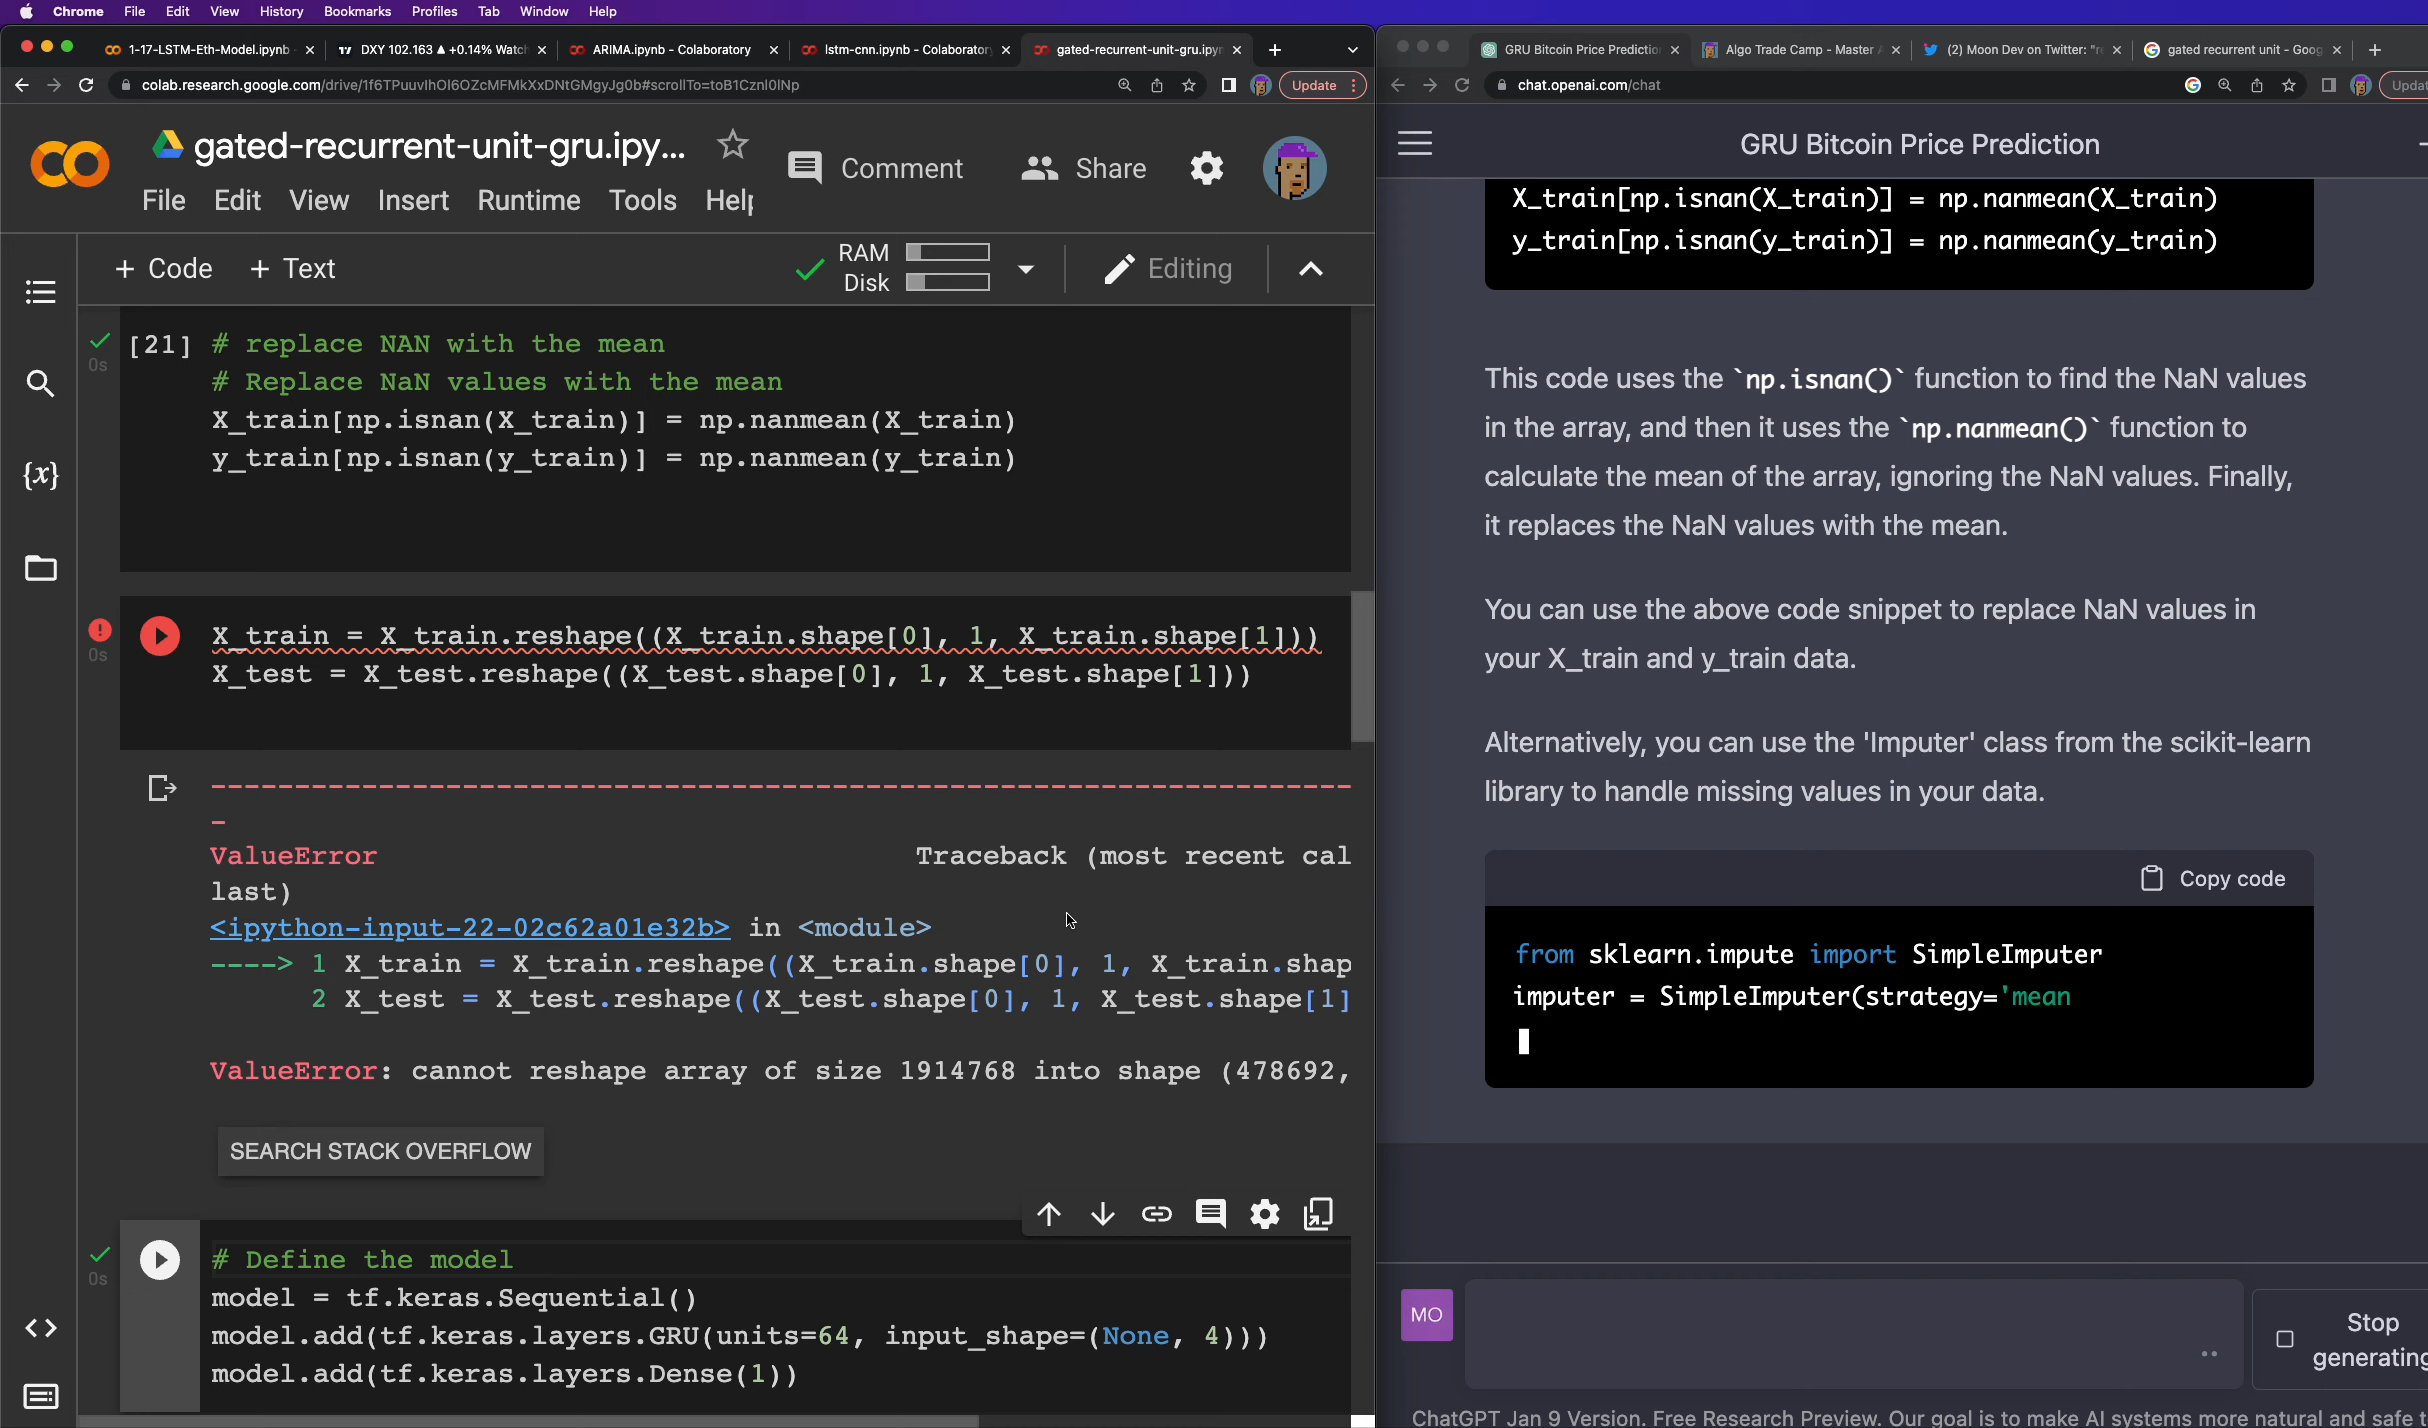 Chrome File Edit View History Bookmarks Profiles Tab Window Help
1-17-LSTM-Eth-Model.ipynb
DXY 102.163 ▲ +0.14% Watc
ARIMA.ipynb - Colaboratory
lstm-cnn.ipynb - Colaborator
gated-recurrent-unit-gru.ipyn
colab.research.google.com/drive/1f6TPuuvlhOl6OZcMFMkXxDNtGMgyJg0b#scrollTo=toB1CznI0lNp
Update
gated-recurrent-unit-gru.ipy...
Comment
Share
File Edit View Insert Runtime Tools Help
+ Code + Text
RAM
Disk
Editing
0s
[21] # replace NAN with the mean
# Replace NaN values with the mean
X_train[np.isnan(X_train)] = np.nanmean(X_train)
y_train[np.isnan(y_train)] = np.nanmean(y_train)
{x}
0s
X_train = X_train.reshape((X_train.shape[0], 1, X_train.shape[1]))
X_test = X_test.reshape((X_test.shape[0], 1, X_test.shape[1]))
--------------------------------------------------------------------
-
ValueError Traceback (most recent cal
last)
<ipython-input-22-02c62a01e32b> in <module>
----> 1 X_train = X_train.reshape((X_train.shape[0], 1, X_train.shap
2 X_test = X_test.reshape((X_test.shape[0], 1, X_test.shape[1]
ValueError: cannot reshape array of size 1914768 into shape (478692,
SEARCH STACK OVERFLOW
0s
# Define the model
model = tf.keras.Sequential()
model.add(tf.keras.layers.GRU(units=64, input_shape=(None, 4)))
model.add(tf.keras.layers.Dense(1))
GRU Bitcoin Price Predictio
Algo Trade Camp - Master A
(2) Moon Dev on Twitter: "r
gated recurrent unit - Goog
chat.openai.com/chat
Updat
GRU Bitcoin Price Prediction
X_train[np.isnan(X_train)] = np.nanmean(X_train)
y_train[np.isnan(y_train)] = np.nanmean(y_train)
This code uses the `np.isnan()` function to find the NaN values
in the array, and then it uses the `np.nanmean()` function to
calculate the mean of the array, ignoring the NaN values. Finally,
it replaces the NaN values with the mean.
You can use the above code snippet to replace NaN values in
your X_train and y_train data.
Alternatively, you can use the 'Imputer' class from the scikit-learn
library to handle missing values in your data.
Copy code
from sklearn.impute import SimpleImputer
imputer = SimpleImputer(strategy='mean
MO
Stop
generating
ChatGPT Jan 9 Version. Free Research Preview. Our goal is to make AI systems more natural and safe t